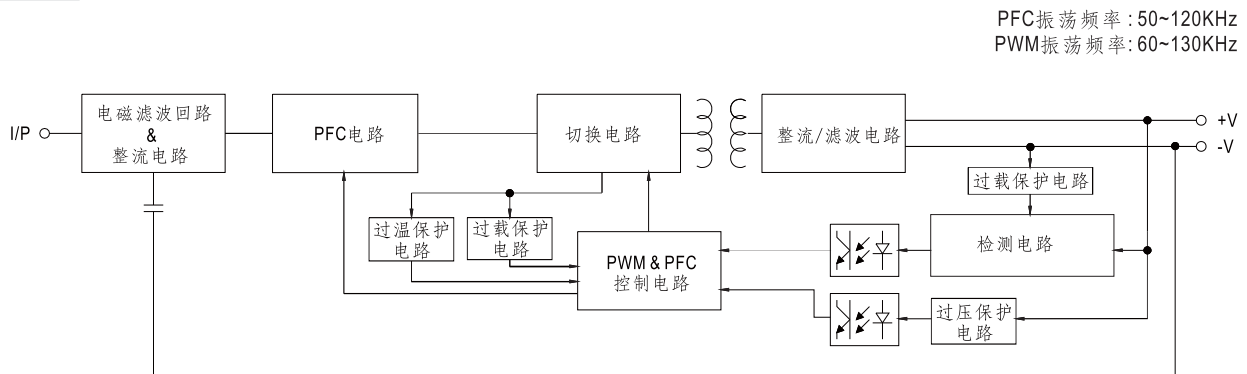 PFC振荡频率:50~120KHz
PWM振荡频率:60~130KHz
I/P
电磁滤波回路
&
整流电路
PFC电路
切换电路
整流/滤波电路
+V
-V
过载保护电路
过温保护
电路
过载保护
电路
PWM & PFC
控制电路
检测电路
过压保护
电路